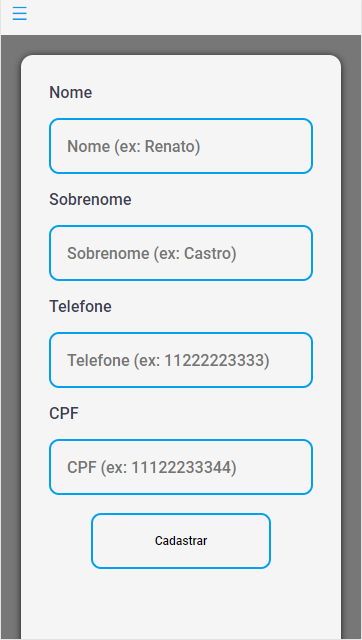 Nome
Nome (ex: Renato)
Sobrenome
Sobrenome (ex: Castro)
Telefone
Telefone (ex: 11222223333)
CPF
CPF (ex: 11122233344)
Cadastrar